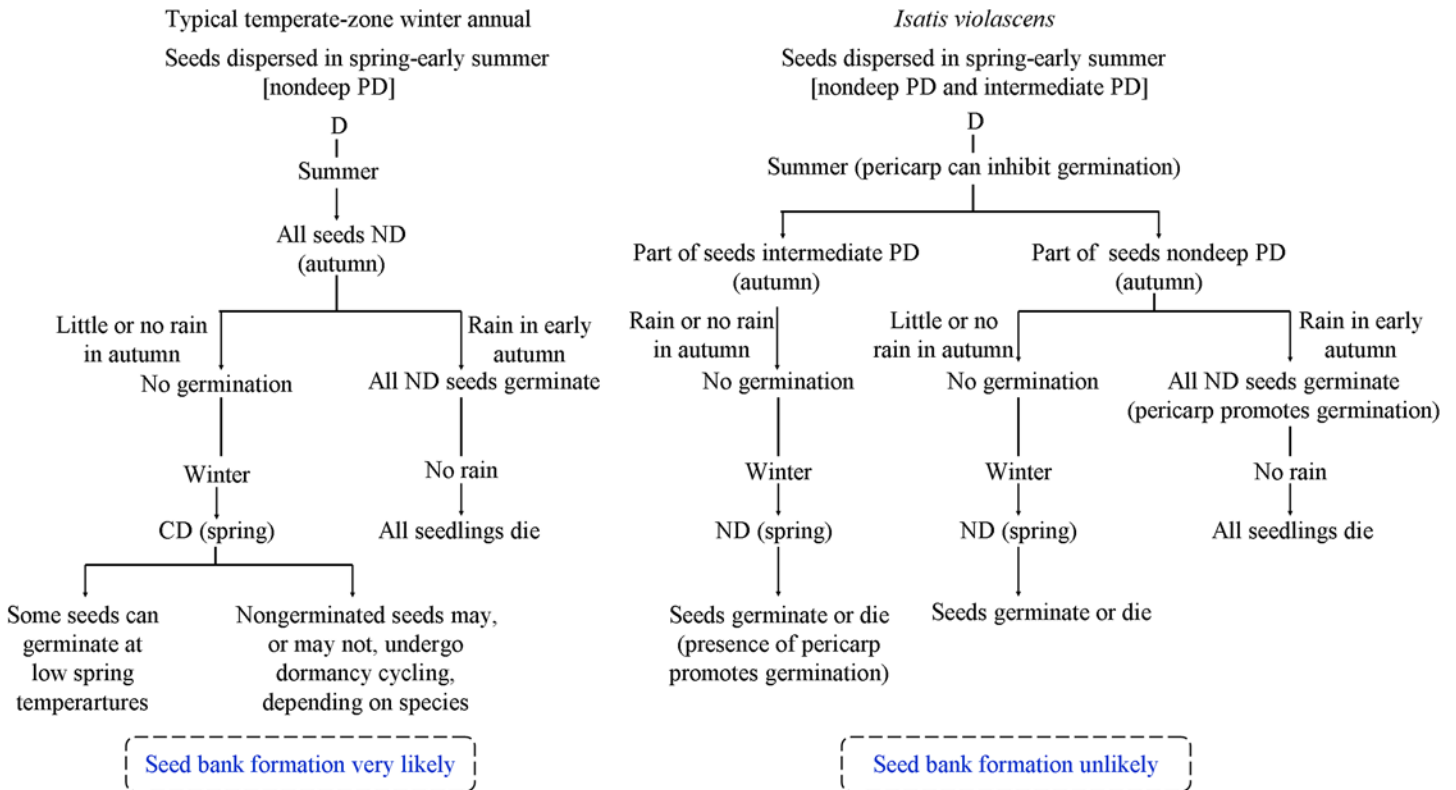 Typical temperate-zone winter annual
Seeds dispersed in spring-early summer
[nondeep PD]
D
Summer
All seeds ND
(autumn)
Little or no rain
in autumn
Rain in early
autumn
No germination
All ND seeds germinate
Winter
No rain
CD (spring)
All seedlings die
Some seeds can
germinate at
low spring
temperartures
Nongerminated seeds may,
or may not, undergo
dormancy cycling,
depending on species
Seed bank formation very likely
Isatis violascens
Seeds dispersed in spring-early summer
[nondeep PD and intermediate PD]
D
Summer (pericarp can inhibit germination)
Part of seeds intermediate PD
(autumn)
Part of seeds nondeep PD
(autumn)
Rain or no rain
in autumn
Little or no
rain in autumn
Rain in early
autumn
No germination
No germination
All ND seeds germinate
(pericarp promotes germination)
Winter
Winter
No rain
ND (spring)
ND (spring)
All seedlings die
Seeds germinate or die
(presence of pericarp
promotes germination)
Seeds germinate or die
Seed bank formation unlikely